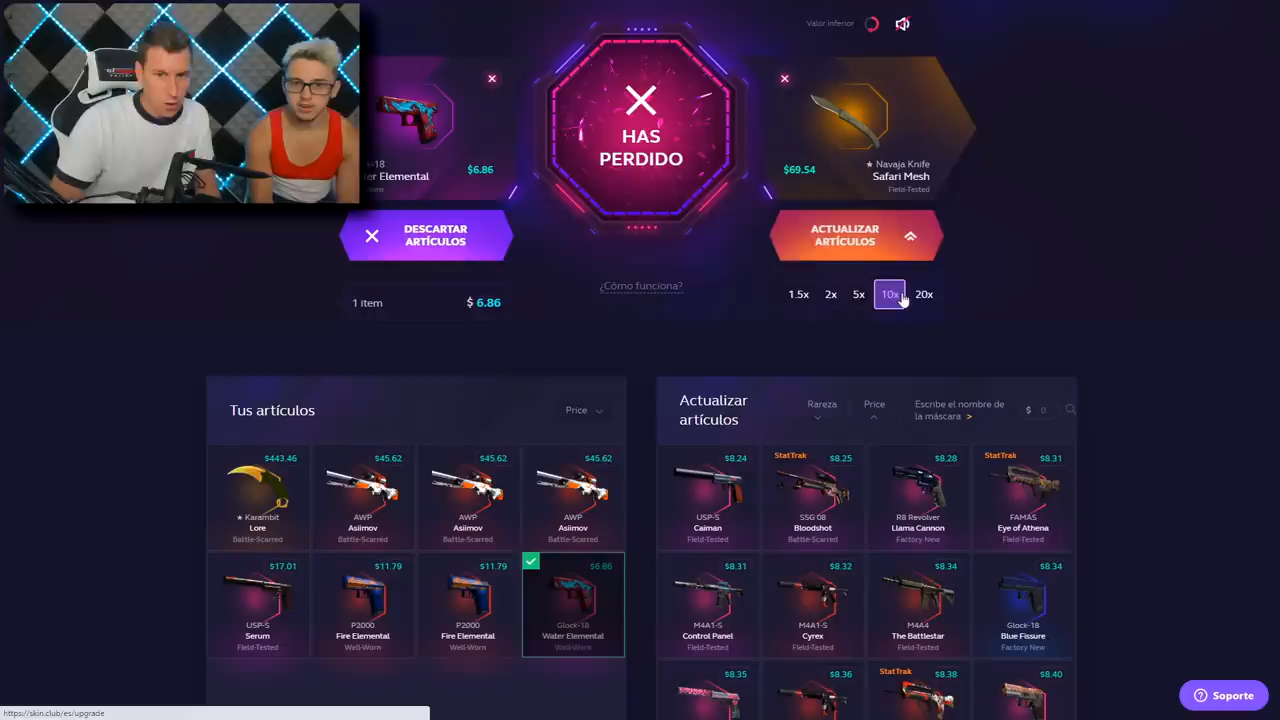 Valor Inferior
-18
er Elemental
orn
$6.86
HAS
PERDIDO
$69.54
★ Navaja Knife
Safari Mesh
Field-Tested
DESCARTAR
ARTÍCULOS
ACTUALIZAR
ARTÍCULOS
¿Cómo funciona?
1 item
$ 6.86
1.5x 2x 5x 10x 20x
Tus artículos
Price
Actualizar
artículos
Rareza
Price
Escribe el nombre de
la máscara >
$ 0
$443.46
★ Karambit
Lore
Battle-Scarred
$45.62
AWP
Asiimov
Battle-Scarred
$45.62
AWP
Asiimov
Battle-Scarred
$45.62
AWP
Asiimov
Battle-Scarred
$17.01
USP-S
Serum
Field-Tested
$11.79
P2000
Fire Elemental
Well-Worn
$11.79
P2000
Fire Elemental
Well-Worn
$6.86
Glock-18
Water Elemental
Well-Worn
$8.24
USP-S
Caiman
Field-Tested
StatTrak
$8.25
SSG 08
Bloodshot
Battle-Scarred
$8.28
R8 Revolver
Llama Cannon
Factory New
StatTrak
$8.31
FAMAS
Eye of Athena
Field-Tested
$8.31
M4A1-S
Control Panel
Field-Tested
$8.32
M4A1-S
Cyrex
Field-Tested
$8.34
M4A4
The Battlestar
Field-Tested
$8.34
Glock-18
Blue Fissure
Factory New
$8.35
$8.36
StatTrak
$8.38
$8.40
Soporte
https://skin.club/es/upgrade